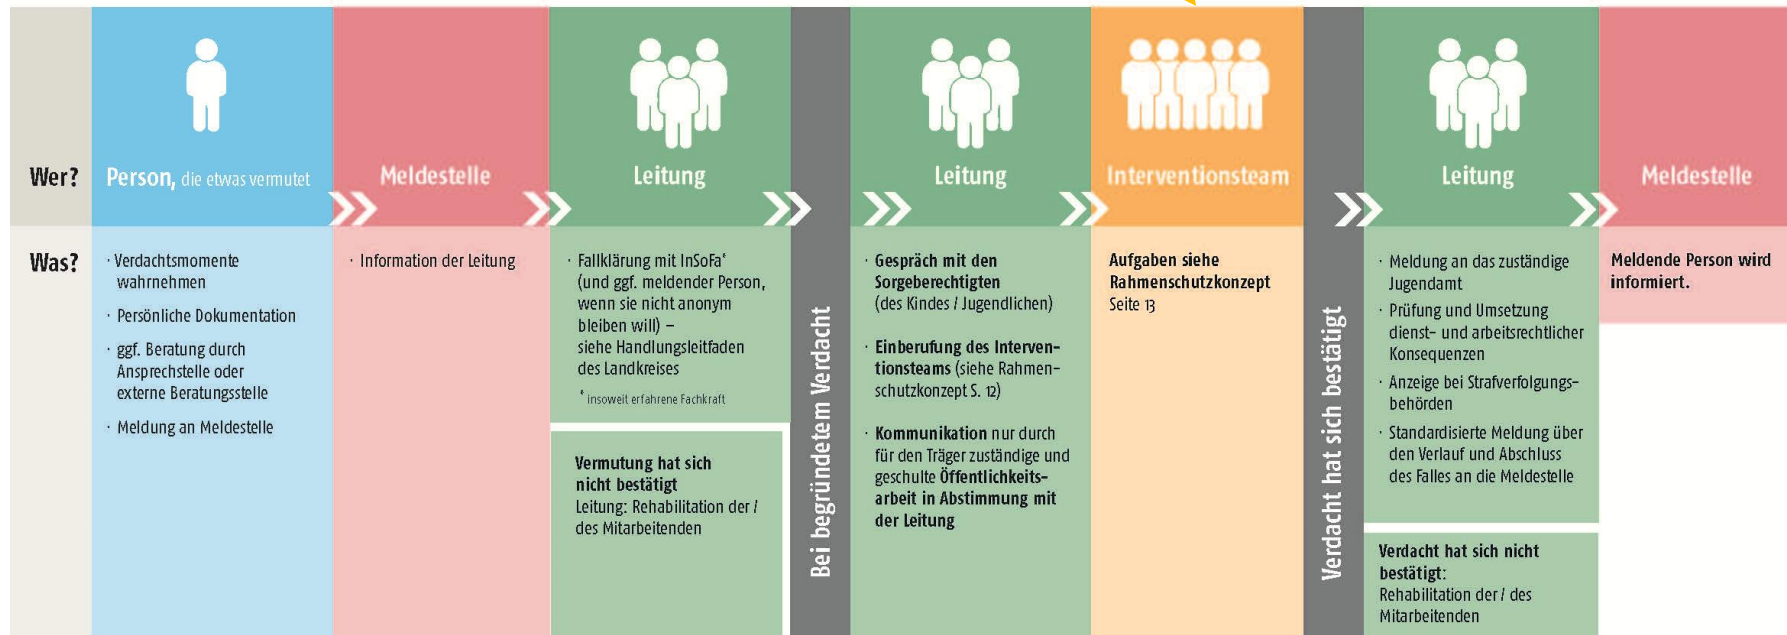 Wer?
Person, die etwas vermutet
Meldestelle
Leitung
Leitung
Interventionsteam
Leitung
Meldestelle
Was?
· Verdachtsmomente
wahrnehmen
· Persönliche Dokumentation
· ggf. Beratung durch
Ansprechstelle oder
externe Beratungsstelle
· Meldung an Meldestelle
· Information der Leitung
· Fallklärung mit InSoFa*
(und ggf. meldender Person,
wenn sie nicht anonym
bleiben will) –
siehe Handlungsleitfaden
des Landkreises
* insoweit erfahrene Fachkraft
Vermutung hat sich
nicht bestätigt
Leitung: Rehabilitation der /
des Mitarbeitenden
Bei begründetem Verdacht
· Gespräch mit den
Sorgeberechtigten
(des Kindes / Jugendlichen)
· Einberufung des Interven-
tionsteams (siehe Rahmen-
schutzkonzept S. 12)
· Kommunikation nur durch
für den Träger zuständige und
geschulte Öffentlichkeits-
arbeit in Abstimmung mit
der Leitung
Aufgaben siehe
Rahmenschutzkonzept
Seite 13
Verdacht hat sich bestätigt
· Meldung an das zuständige
Jugendamt
· Prüfung und Umsetzung
dienst- und arbeitsrechtlicher
Konsequenzen
· Anzeige bei Strafverfolgungs-
behörden
· Standardisierte Meldung über
den Verlauf und Abschluss
des Falles an die Meldestelle
Verdacht hat sich nicht
bestätigt:
Rehabilitation der / des
Mitarbeitenden
Meldende Person wird
informiert.